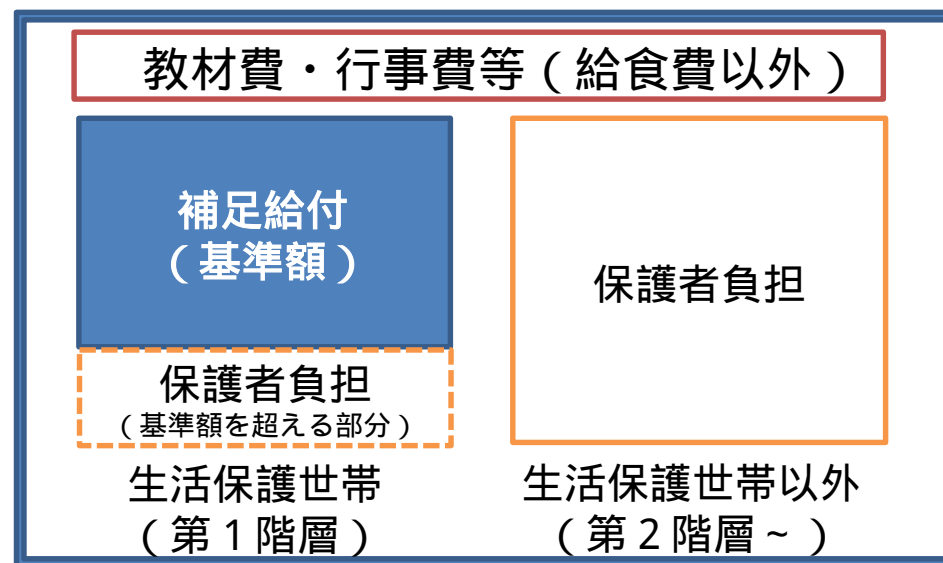 教材費・行事費等(給食費以外)
補足給付
(基準額)
保護者負担
(基準額を超える部分)
生活保護世帯
(第1階層)
保護者負担
生活保護世帯以外
(第2階層~)